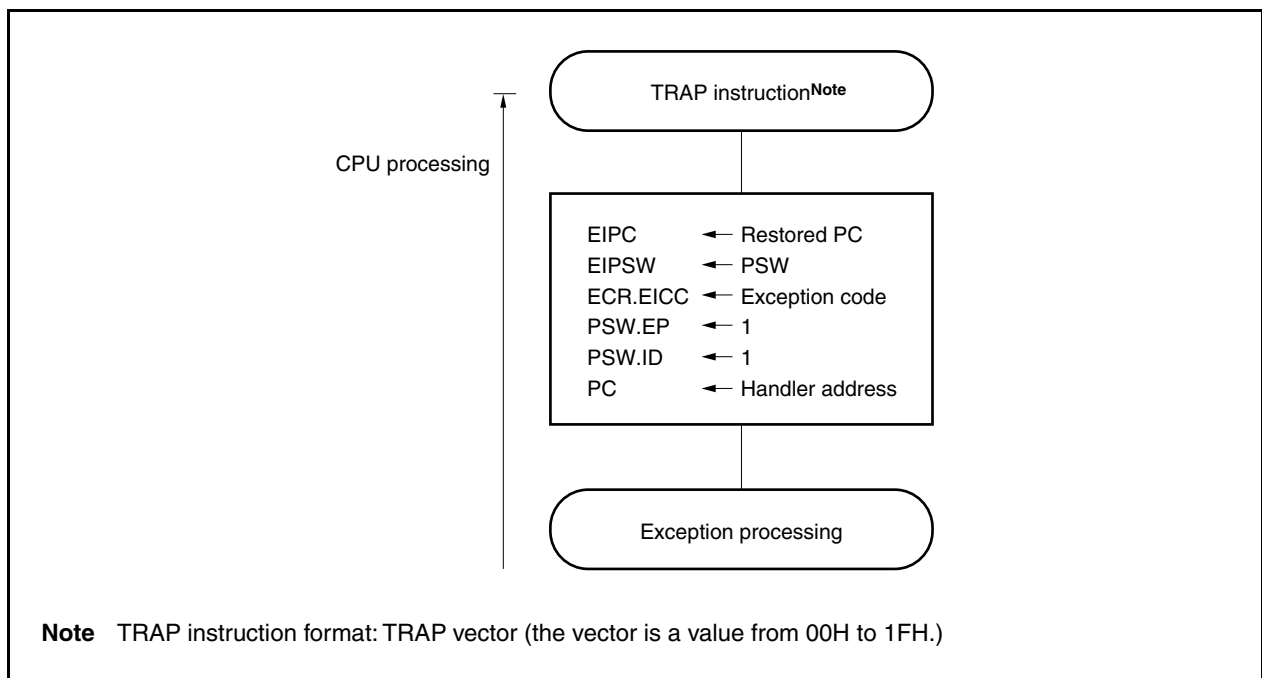 TRAP instructionNote
CPU processing
EIPC ← Restored PC
EIPSW ← PSW
ECR.EICC ← Exception code
PSW.EP ← 1
PSW.ID ← 1
PC ← Handler address
Exception processing
Note TRAP instruction format: TRAP vector (the vector is a value from 00H to 1FH.)